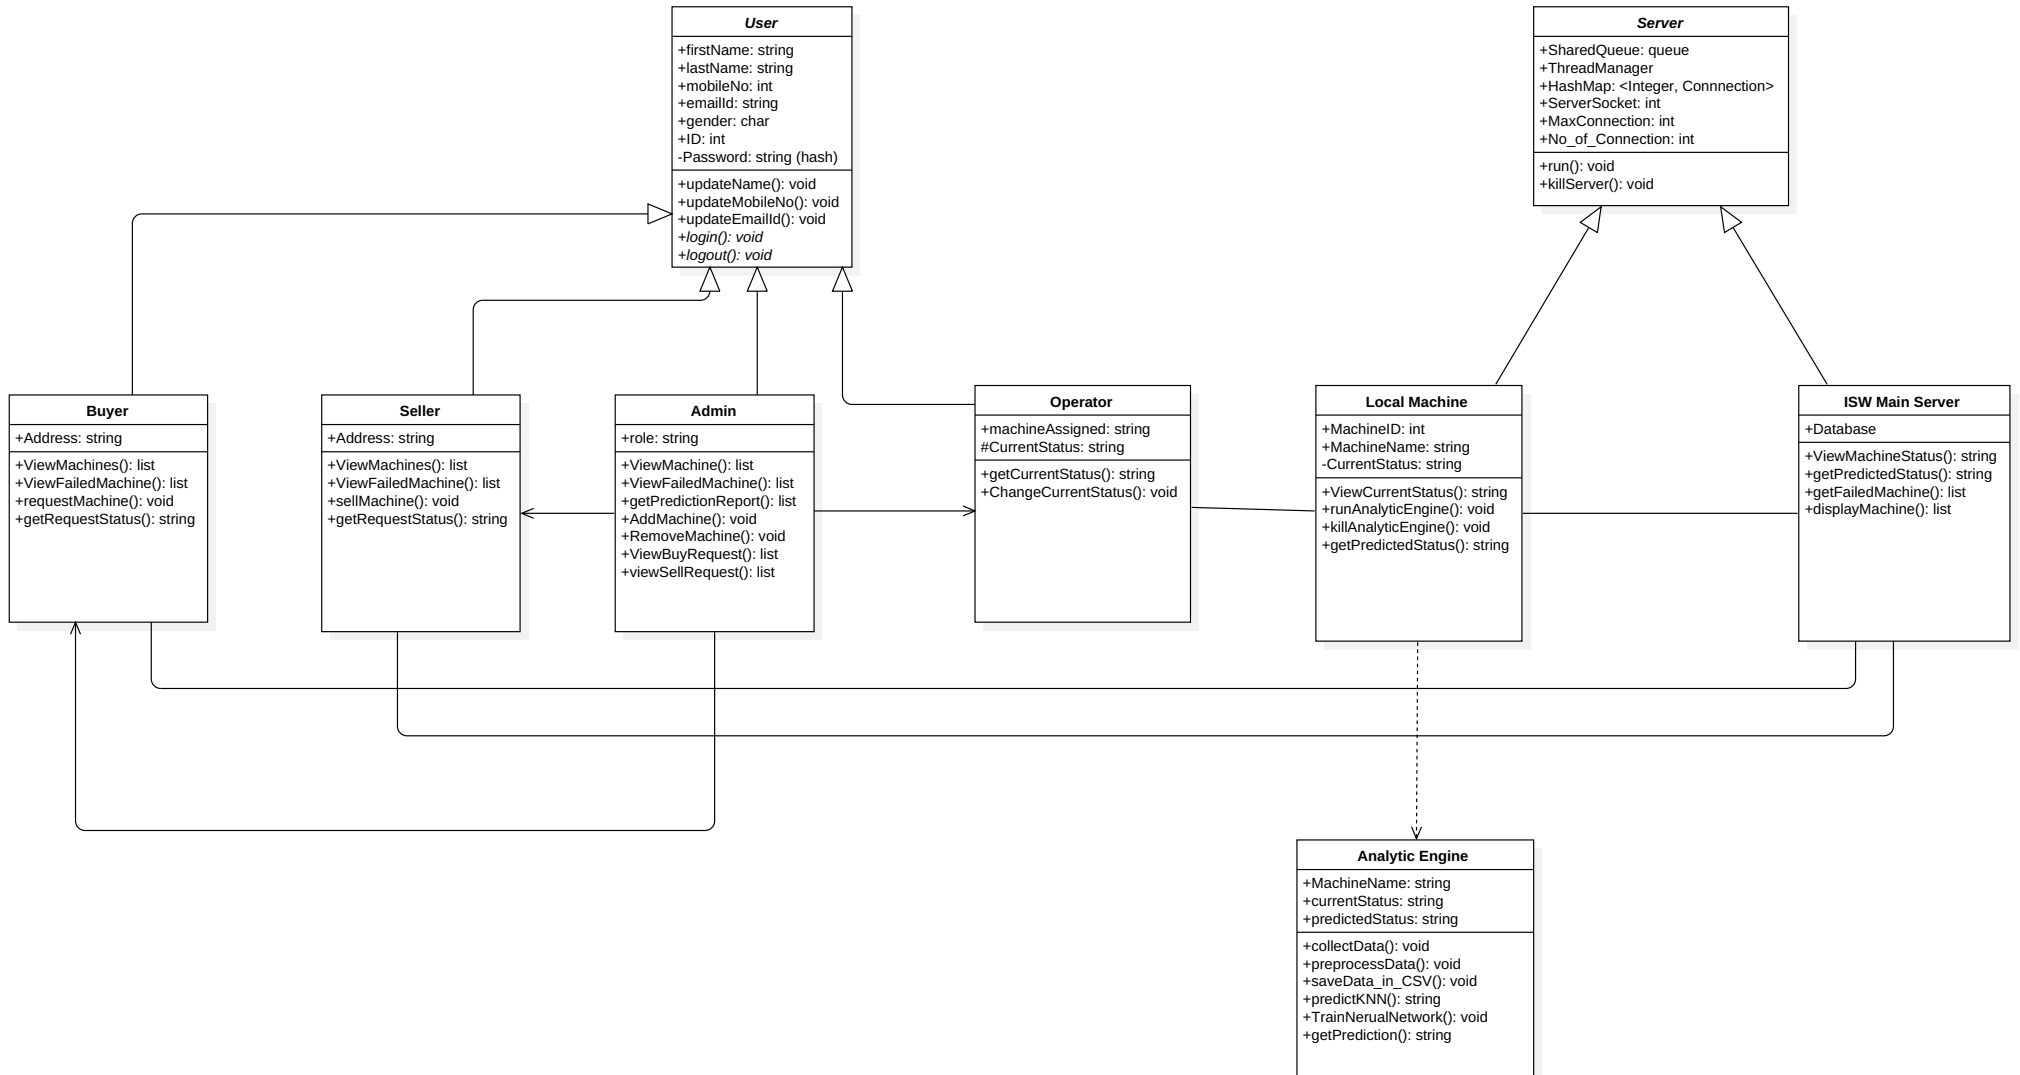 User
+firstName: string
+lastName: string
+mobileNo: int
+emailId: string
+gender: char
+ID: int
-Password: string (hash)
+updateName(): void
+updateMobileNo(): void
+updateEmailId(): void
+login(): void
+logout(): void
Server
+SharedQueue: queue
+ThreadManager
+HashMap: <Integer, Connnection>
+ServerSocket: int
+MaxConnection: int
+No_of_Connection: int
+run(): void
+killServer(): void
Buyer
+Address: string
+ViewMachines(): list
+ViewFailedMachine(): list
+requestMachine(): void
+getRequestStatus(): string
Seller
+Address: string
+ViewMachines(): list
+ViewFailedMachine(): list
+sellMachine(): void
+getRequestStatus(): string
Admin
+role: string
+ViewMachine(): list
+ViewFailedMachine(): list
+getPredictionReport(): list
+AddMachine(): void
+RemoveMachine(): void
+ViewBuyRequest(): list
+viewSellRequest(): list
Operator
+machineAssigned: string
#CurrentStatus: string
+getCurrentStatus(): string
+ChangeCurrentStatus(): void
Local Machine
+MachineID: int
+MachineName: string
-CurrentStatus: string
+ViewCurrentStatus(): string
+runAnalyticEngine(): void
+killAnalyticEngine(): void
+getPredictedStatus(): string
ISW Main Server
+Database
+ViewMachineStatus(): string
+getPredictedStatus(): string
+getFailedMachine(): list
+displayMachine(): list
Analytic Engine
+MachineName: string
+currentStatus: string
+predictedStatus: string
+collectData(): void
+preprocessData(): void
+saveData_in_CSV(): void
+predictKNN(): string
+TrainNerualNetwork(): void
+getPrediction(): string